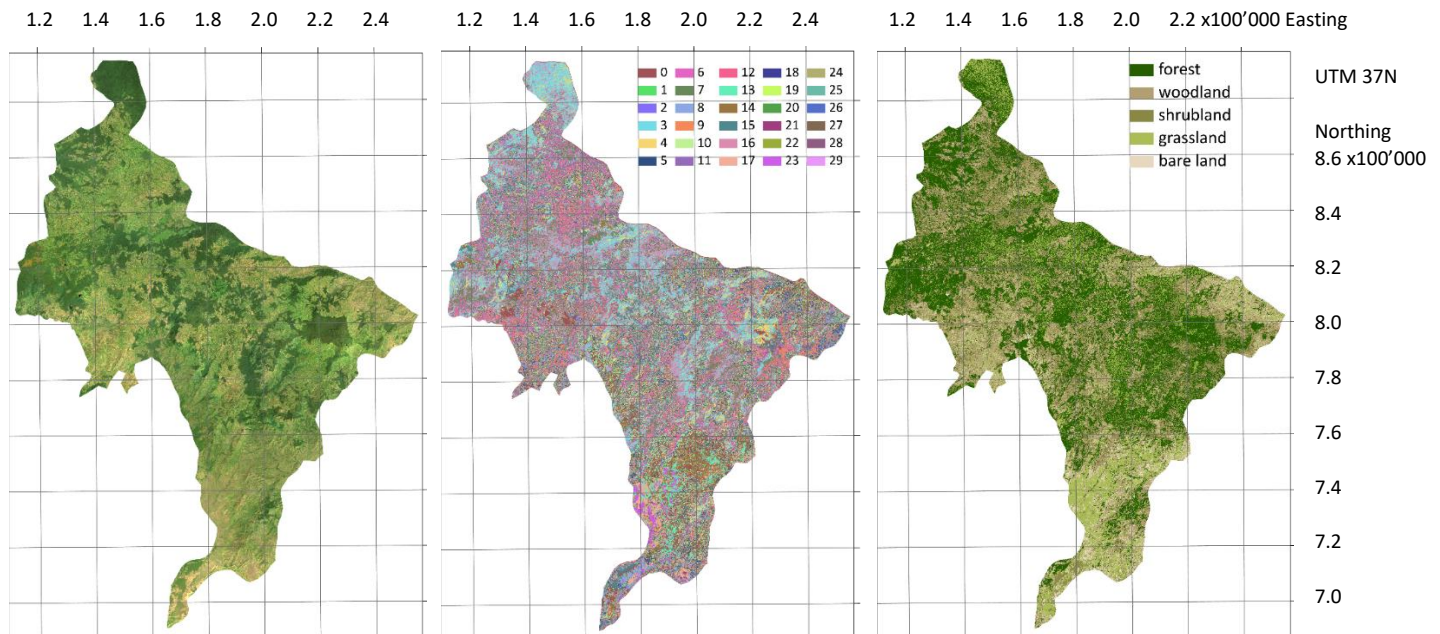 1.2 1.4 1.6 1.8 2.0 2.2 2.4
1.2 1.4 1.6 1.8 2.0 2.2 2.4
1.2 1.4 1.6 1.8 2.0 2.2 x100’000 Easting
0 6 12 18 24
1 7 13 19 25
2 8 14 20 26
3 9 15 21 27
4 10 16 22 28
5 11 17 23 29
forest
woodland
shrubland
grassland
bare land
UTM 37N
Northing
8.6 x100’000
8.4
8.2
8.0
7.8
7.6
7.4
7.2
7.0